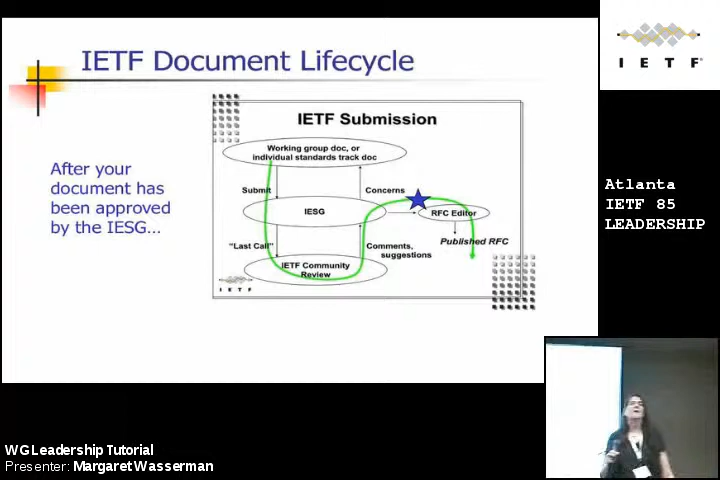 IETF Document Lifecycle
After your
document has
been approved
by the IESG...
IETF Submission
Working group doc, or
individual standards track doc
Submit
Concerns
IESG
RFC Editor
Published RFC
"Last Call"
Comments,
suggestions
IETF Community
Review
I E T F
I E T F®
Atlanta
IETF 85
LEADERSHIP
WG Leadership Tutorial
Presenter: Margaret Wasserman